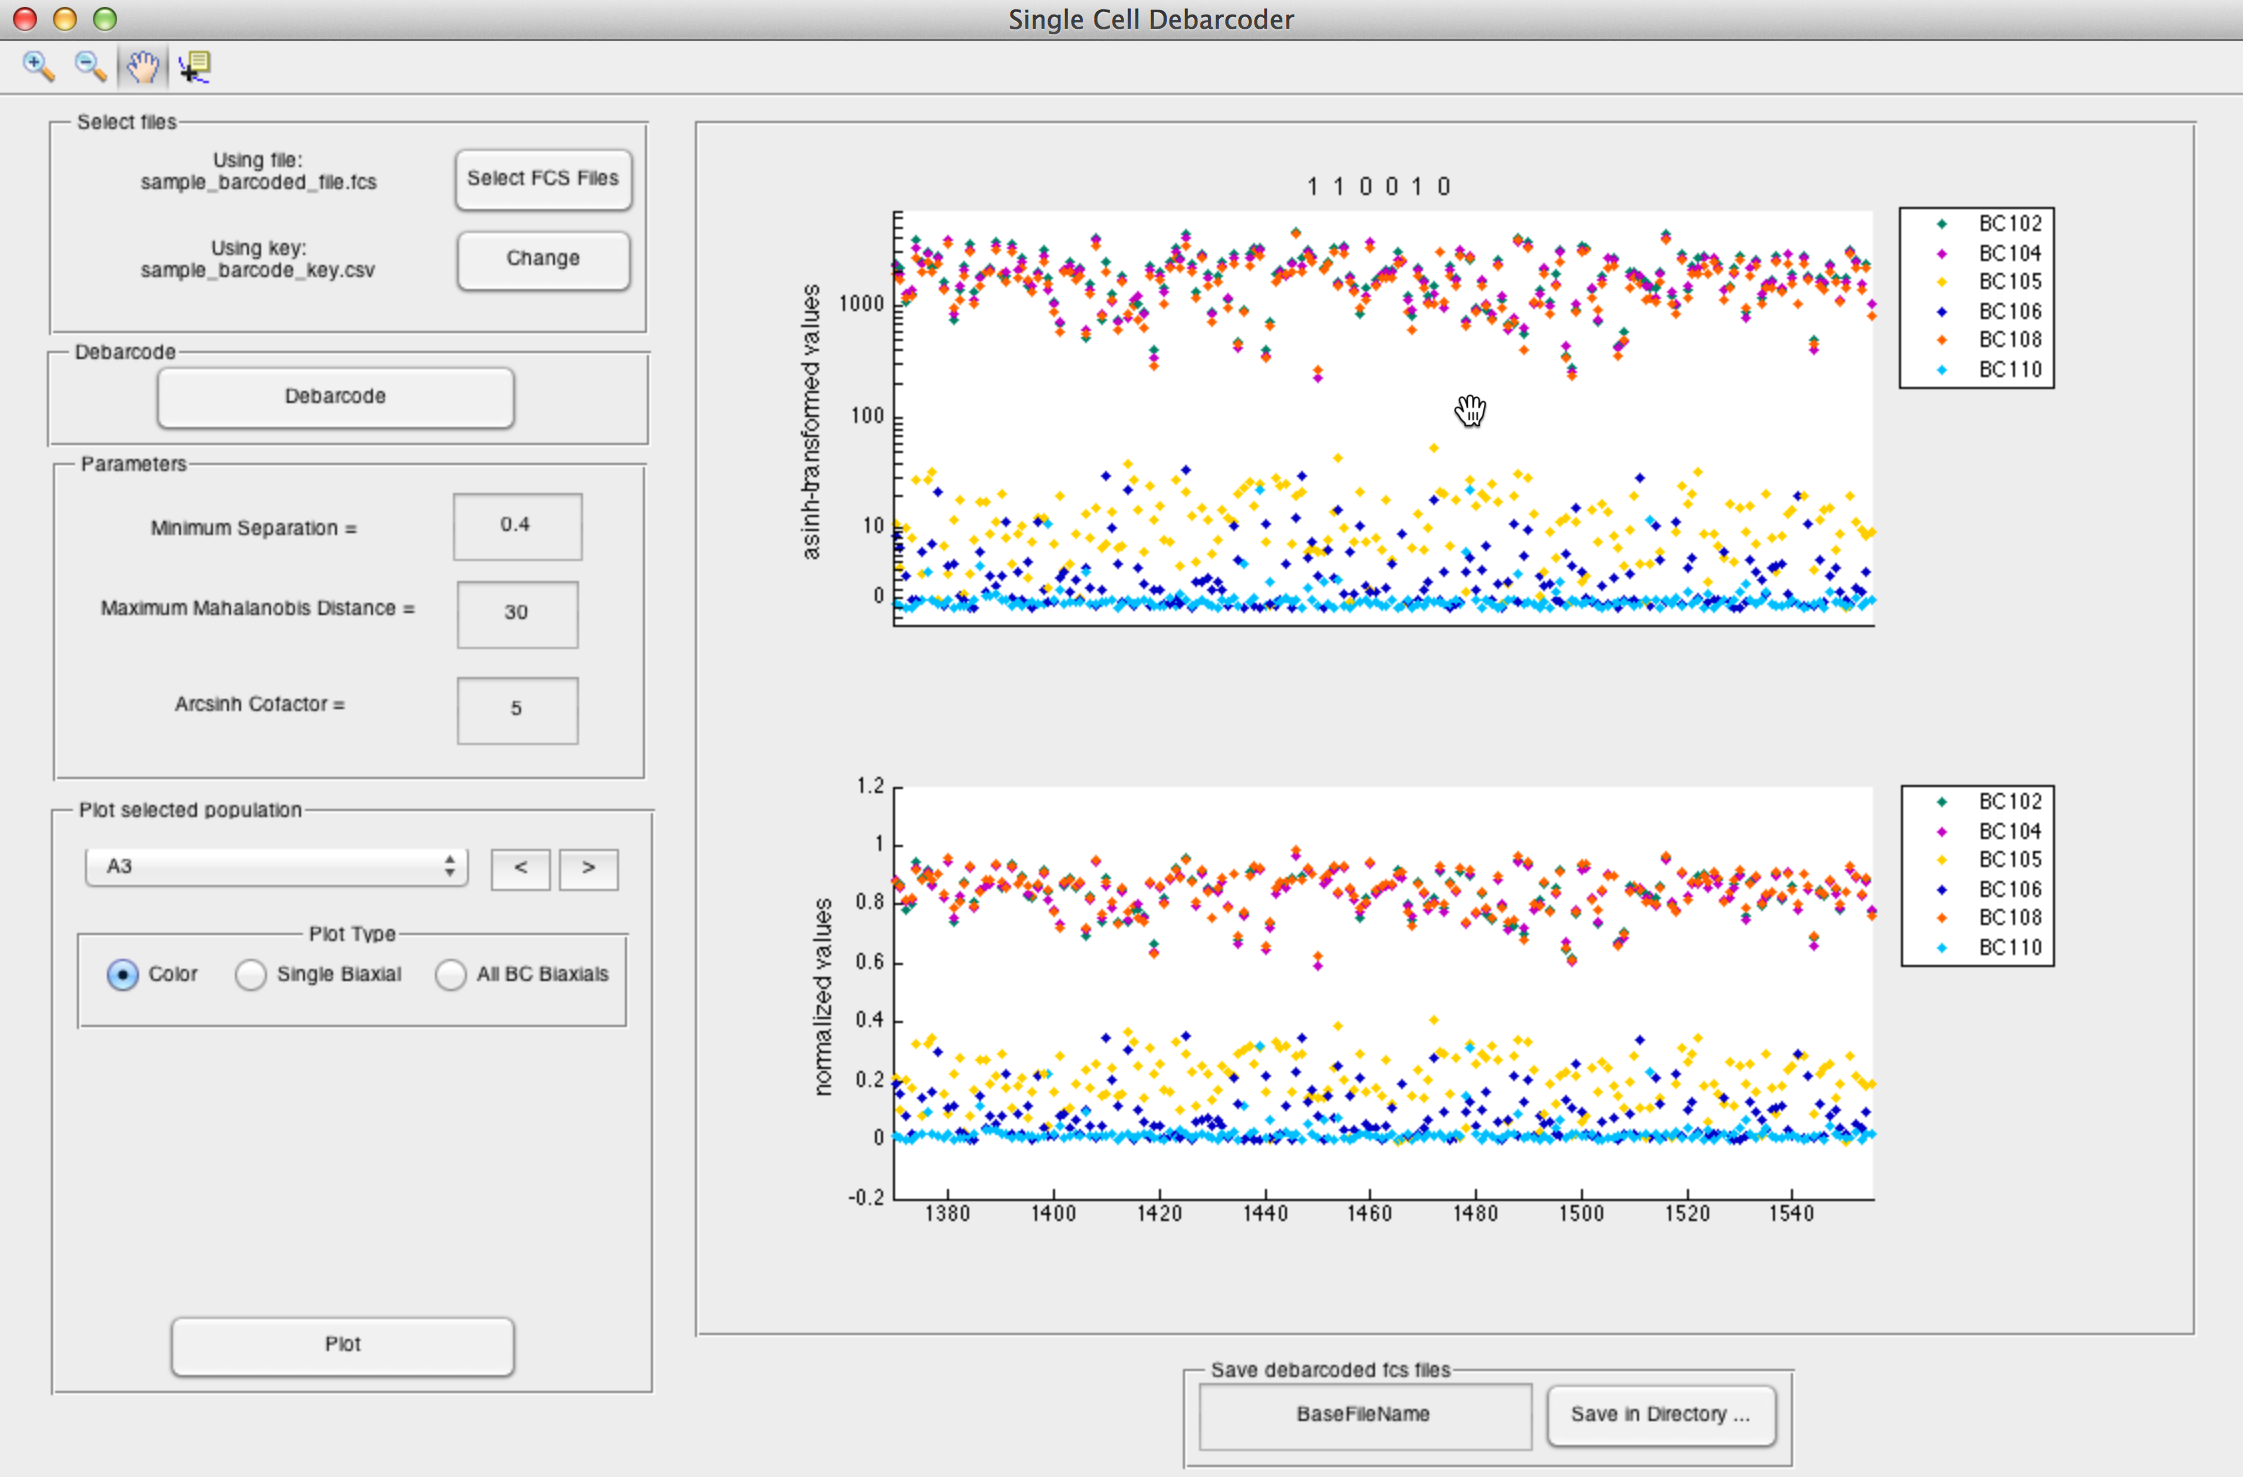 Single Cell Debarcoder
Select files
Using file:
sample_barcoded_file.fcs
Select FCS Files
Using key:
sample_barcode_key.csv
Change
Debarcode
Debarcode
Parameters
Minimum Separation =
0.4
Maximum Mahalanobis Distance =
30
Arcsinh Cofactor =
5
Plot selected population
A3
<
>
Plot Type
Color
Single Biaxial
All BC Biaxials
Plot
1 1 0 0 1 0
asinh-transformed values
1000
100
10
0
BC102
BC104
BC105
BC106
BC108
BC110
normalized values
1.2
1
0.8
0.6
0.4
0.2
0
-0.2
1380 1400 1420 1440 1460 1480 1500 1520 1540
BC102
BC104
BC105
BC106
BC108
BC110
Save debarcoded fcs files
BaseFileName
Save in Directory ...